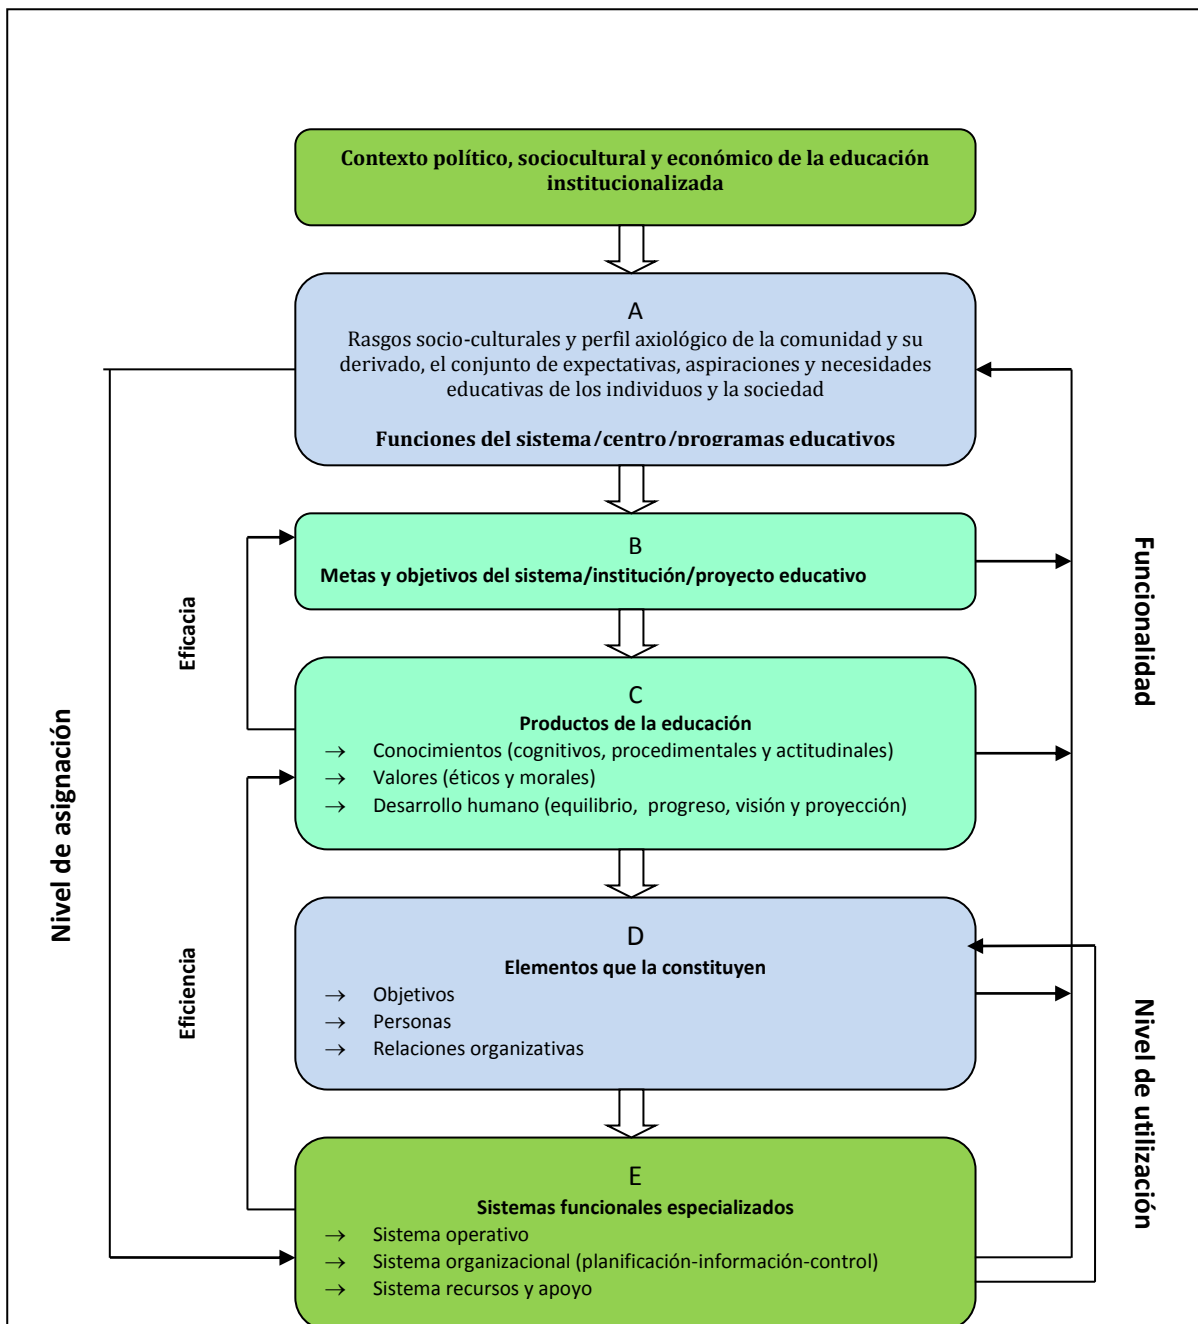 Contexto político, sociocultural y económico de la educación
institucionalizada
A
Rasgos socio-culturales y perfil axiológico de la comunidad y su
derivado, el conjunto de expectativas, aspiraciones y necesidades
educativas de los individuos y la sociedad
Funciones del sistema/centro/programas educativos
B
Metas y objetivos del sistema/institución/proyecto educativo
Eficacia
Funcionalidad
C
Productos de la educación
→ Conocimientos (cognitivos, procedimentales y actitudinales)
→ Valores (éticos y morales)
→ Desarrollo humano (equilibrio,  progreso, visión y proyección)
Nivel de asignación
Eficiencia
D
Elementos que la constituyen
→ Objetivos
→ Personas
→ Relaciones organizativas
Nivel de utilización
E
Sistemas funcionales especializados
→ Sistema operativo
→ Sistema organizacional (planificación-información-control)
→ Sistema recursos y apoyo